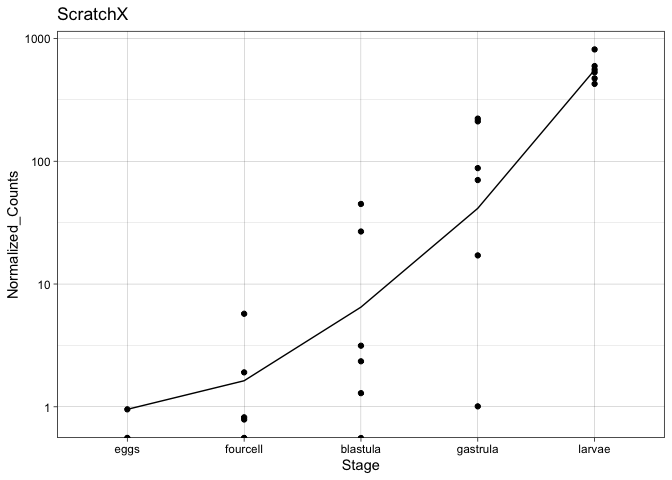 ScratchX
1000
100
10
1
Normalized_Counts
eggs fourcell blastula gastrula larvae
Stage